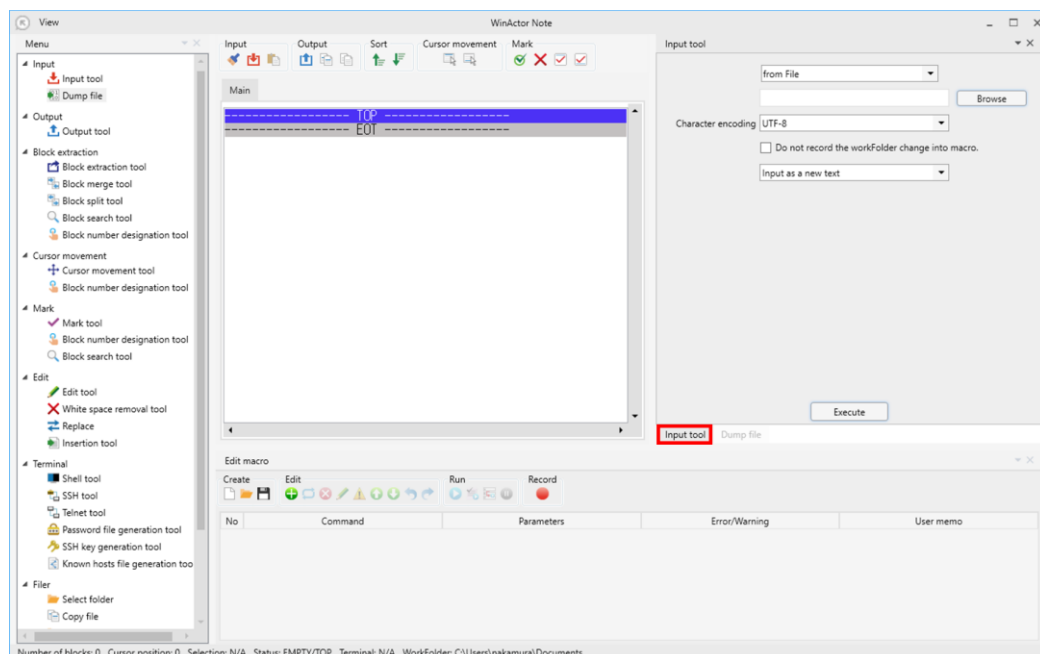 View
WinActor Note
Menu
Input
Input tool
Dump file
Output
Output tool
Block extraction
Block extraction tool
Block merge tool
Block split tool
Block search tool
Block number designation tool
Cursor movement
Cursor movement tool
Block number designation tool
Mark
Mark tool
Block number designation tool
Block search tool
Edit
Edit tool
White space removal tool
Replace
Insertion tool
Terminal
Shell tool
SSH tool
Telnet tool
Password file generation tool
SSH key generation tool
Known hosts file generation too
Filer
Select folder
Copy file
Input Output Sort Cursor movement Mark
Main
------------------ TOP ------------------
------------------ EOT ------------------
Input tool
from File
Browse
Character encoding UTF-8
Do not record the workFolder change into macro.
Input as a new text
Execute
Input tool Dump file
Edit macro
Create Edit Run Record
No Command Parameters Error/Warning User memo
Number of blocks: 0 Cursor position: 0 Selection: N/A Status: EMPTY/TOP Terminal: N/A WorkFolder: C:\Users\nakamura\Documents